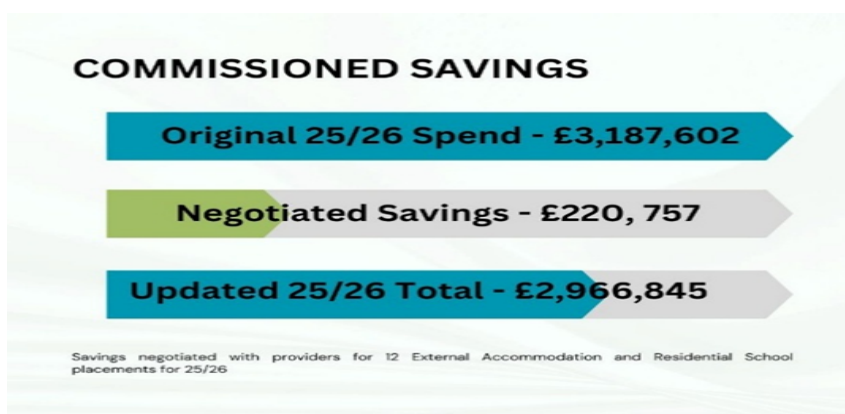 COMMISSIONED SAVINGS
Original 25/26 Spend - £3,187,602
Negotiated Savings - £220, 757
Updated 25/26 Total - £2,966,845
Savings negotiated with providers for 12 External Accommodation and Residential School
placements for 25/26